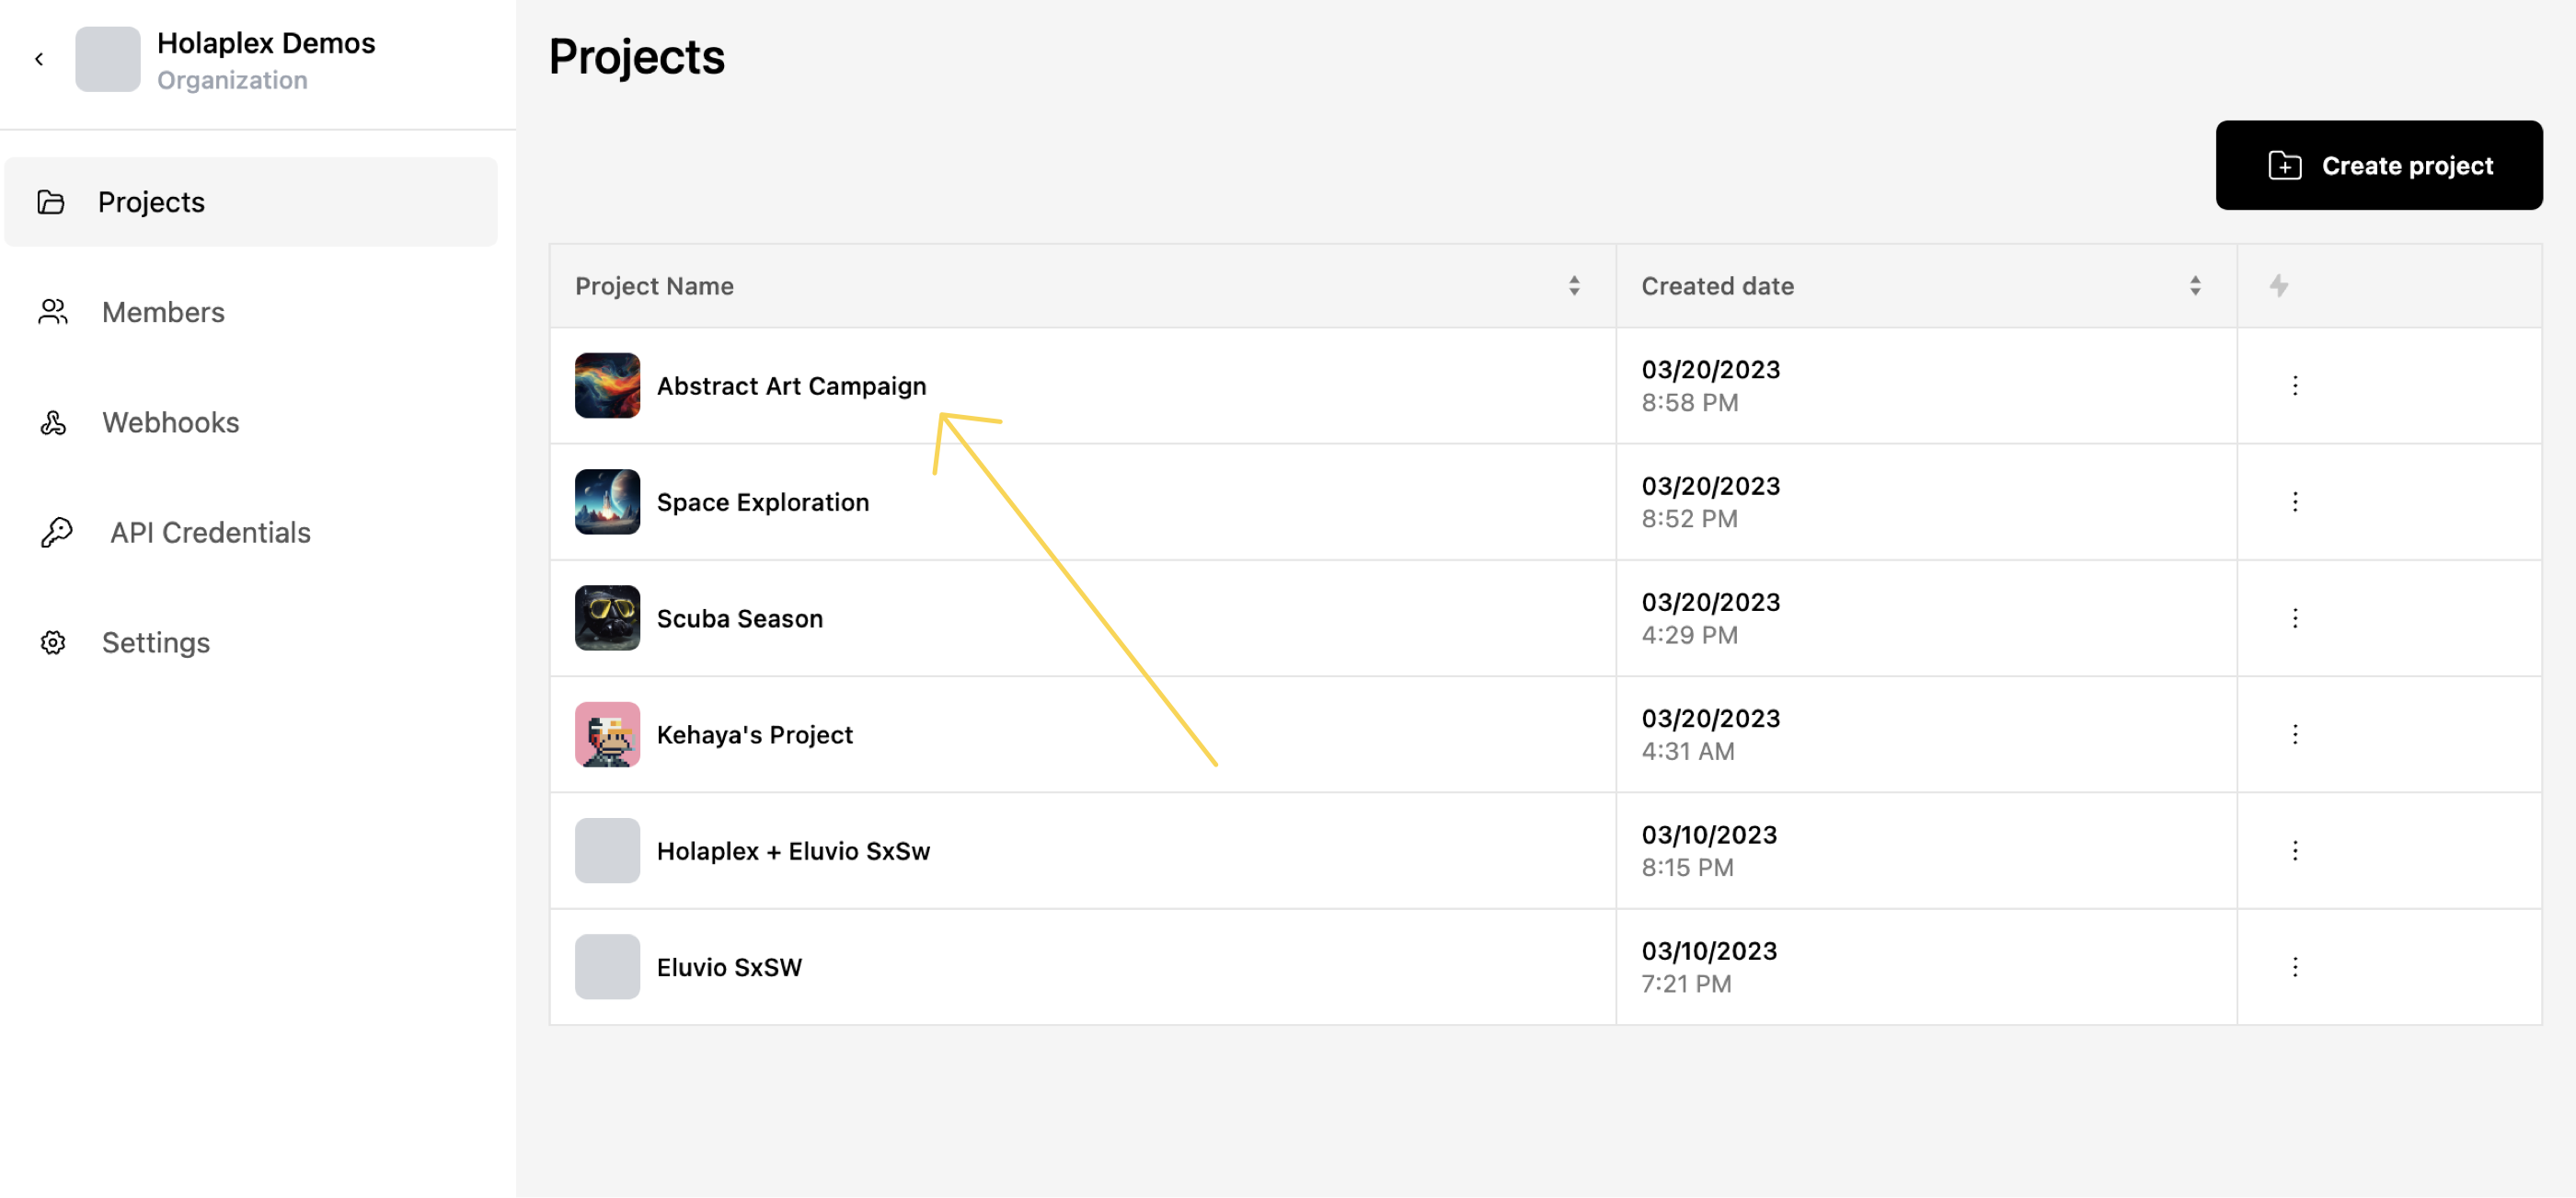 Holaplex Demos
Organization
Projects
Members
Webhooks
API Credentials
Settings
Projects
Create project
Project Name
Created date
Abstract Art Campaign
03/20/2023
8:58 PM
Space Exploration
03/20/2023
8:52 PM
Scuba Season
03/20/2023
4:29 PM
Kehaya's Project
03/20/2023
4:31 AM
Holaplex + Eluvio SxSw
03/10/2023
8:15 PM
Eluvio SxSW
03/10/2023
7:21 PM